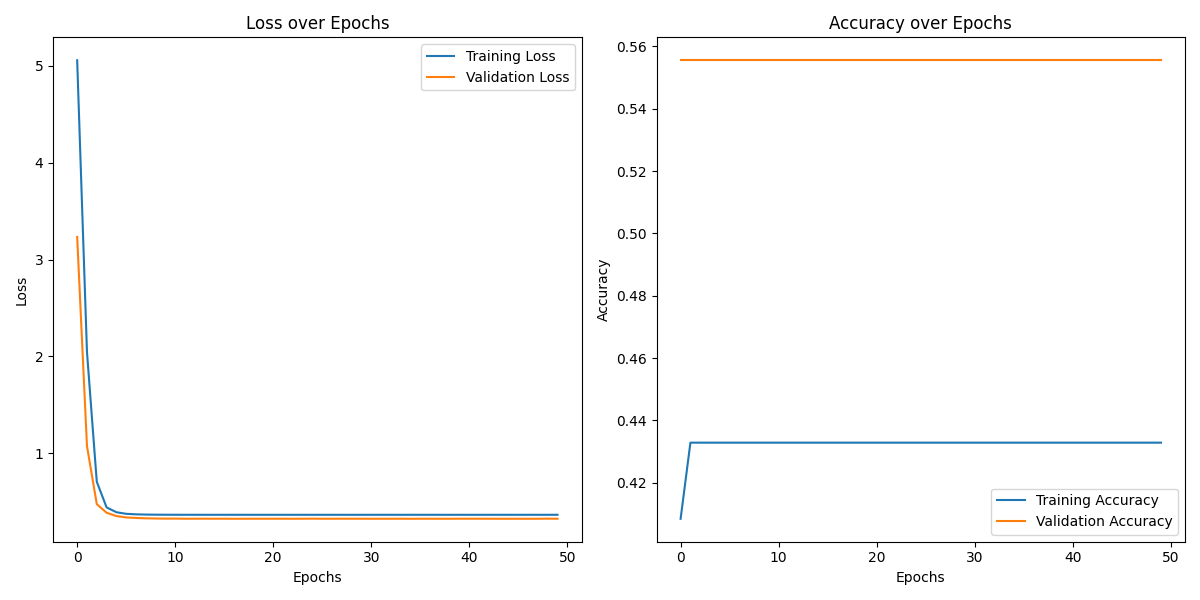 Loss over Epochs
Training Loss
Validation Loss
5
4
3
2
1
Loss
0
10
20
30
40
50
Epochs
Accuracy over Epochs
0.56
0.54
0.52
0.50
0.48
0.46
0.44
0.42
Accuracy
Training Accuracy
Validation Accuracy
0
10
20
30
40
50
Epochs